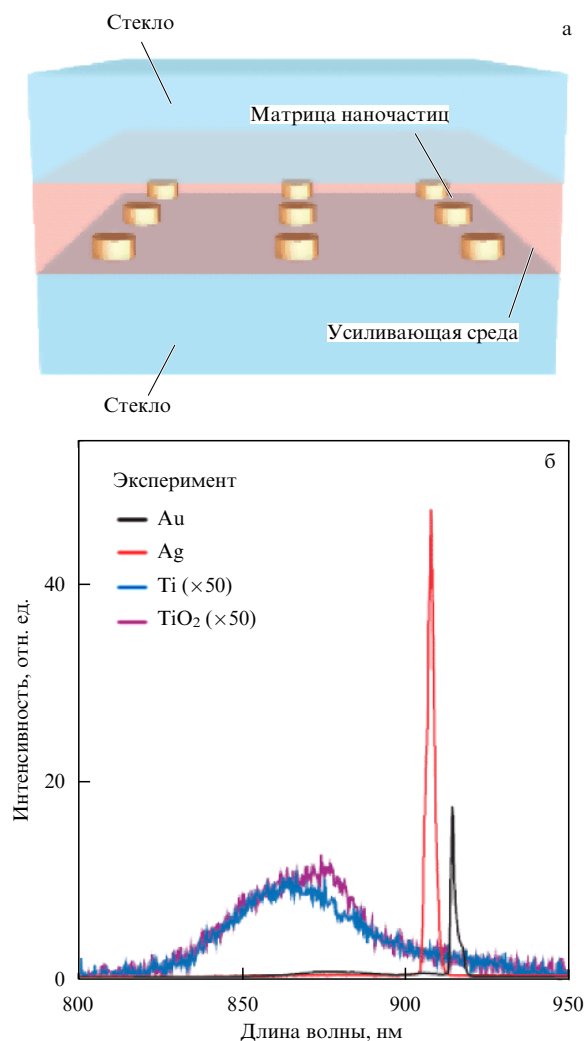 Стекло
а
Матрица наночастиц
Усиливающая среда
Стекло
б
Эксперимент
Au
Ag
Ti (×50)
TiO₂ (×50)
Интенсивность, отн. ед.
40
20
0
800
850
900
950
Длина волны, нм